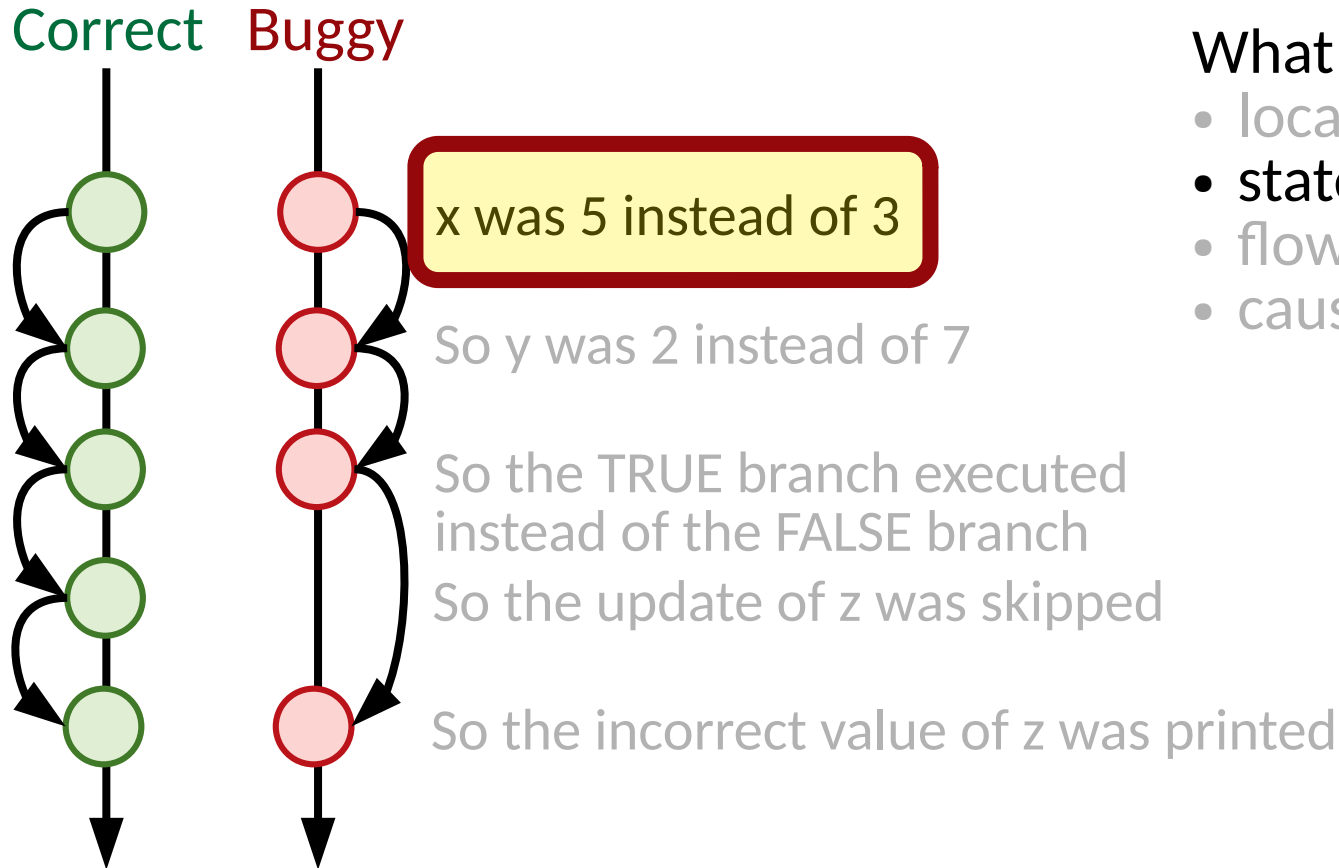 Correct Buggy
x was 5 instead of 3
So y was 2 instead of 7
So the TRUE branch executed
instead of the FALSE branch
So the update of z was skipped
So the incorrect value of z was printed
What
•
• state
•
•